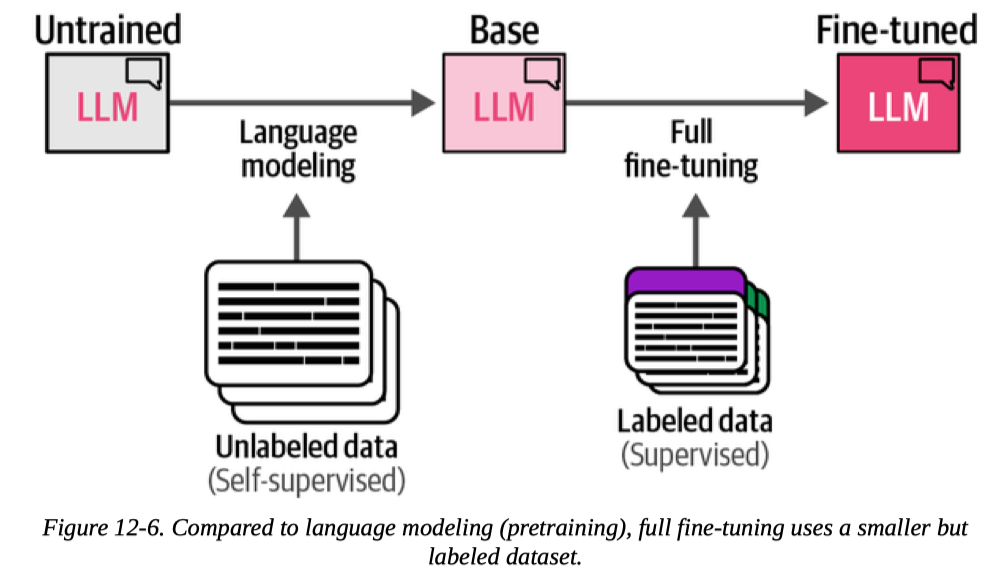 Untrained
Base
Fine-tuned
LLM
LLM
LLM
Language
modeling
Full
fine-tuning
Unlabeled data
(Self-supervised)
Labeled data
(Supervised)
Figure 12-6. Compared to language modeling (pretraining), full fine-tuning uses a smaller but
labeled dataset.